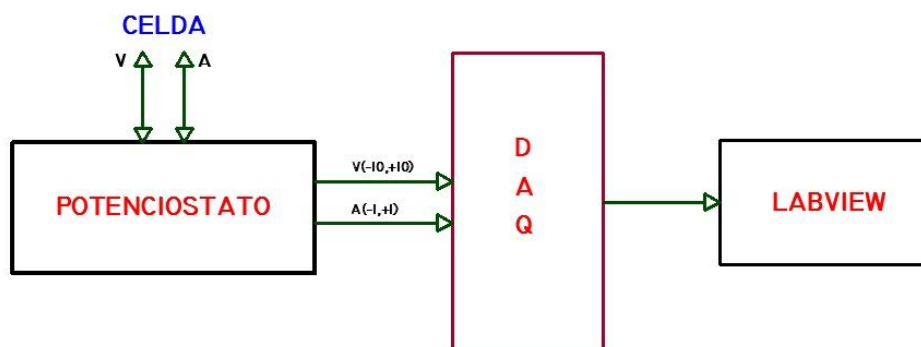 CELDA
V
A
POTENCIOSTATO
V(-10,+10)
A(-1,+1)
D
A
Q
LABVIEW